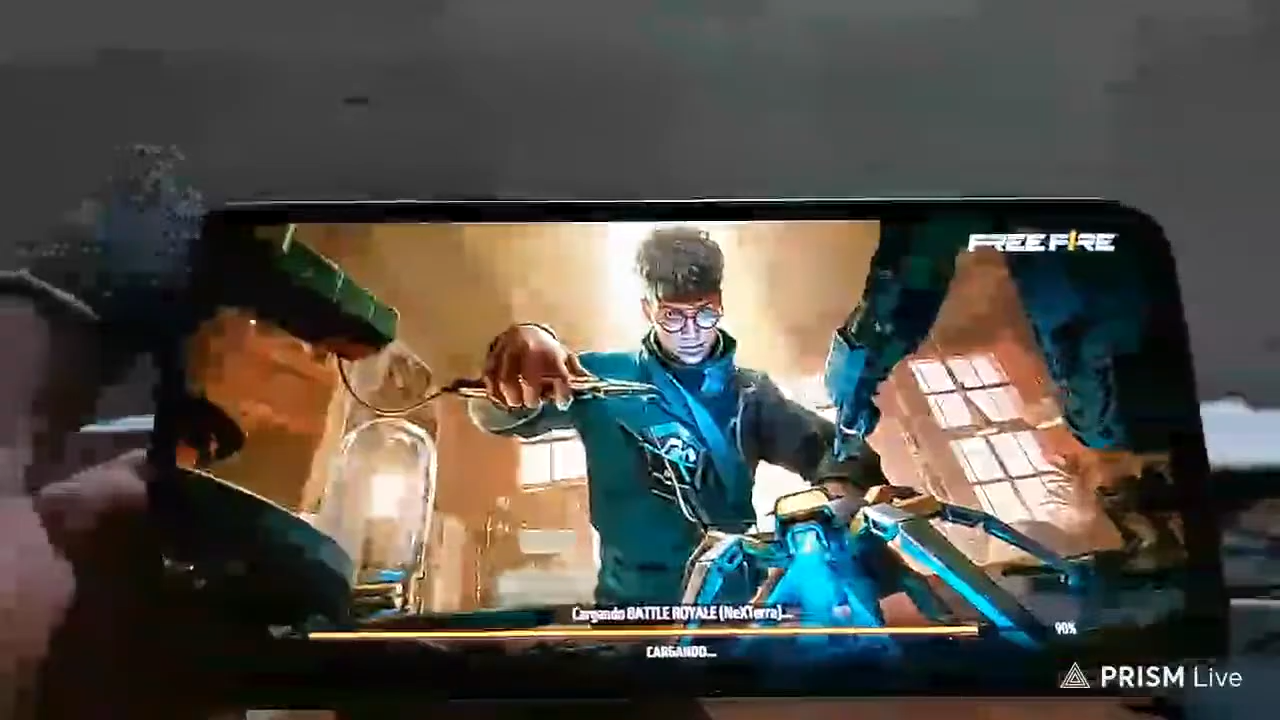 FREE FIRE
Cargando BATTLE ROYALE (NeXTerra)...
90%
CARGANDO...
PRISM Live